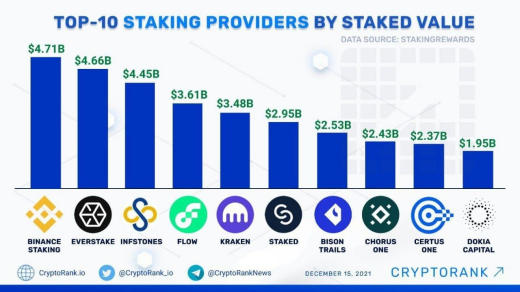 TOP-10 STAKING PROVIDERS BY STAKED VALUE
DATA SOURCE: STAKINGREWARDS
$4.71B
$4.66B
$4.45B
$3.61B
$3.48B
$2.95B
$2.53B
$2.43B
$2.37B
$1.95B
BINANCE
STAKING
EVERSTAKE
INFSTONES
FLOW
KRAKEN
STAKED
BISON
TRAILS
CHORUS
ONE
CERTUS
ONE
DOKIA
CAPITAL
CryptoRank.io
@CryptoRank_io
@CryptoRankNews
DECEMBER 15, 2021
CRYPTORANK